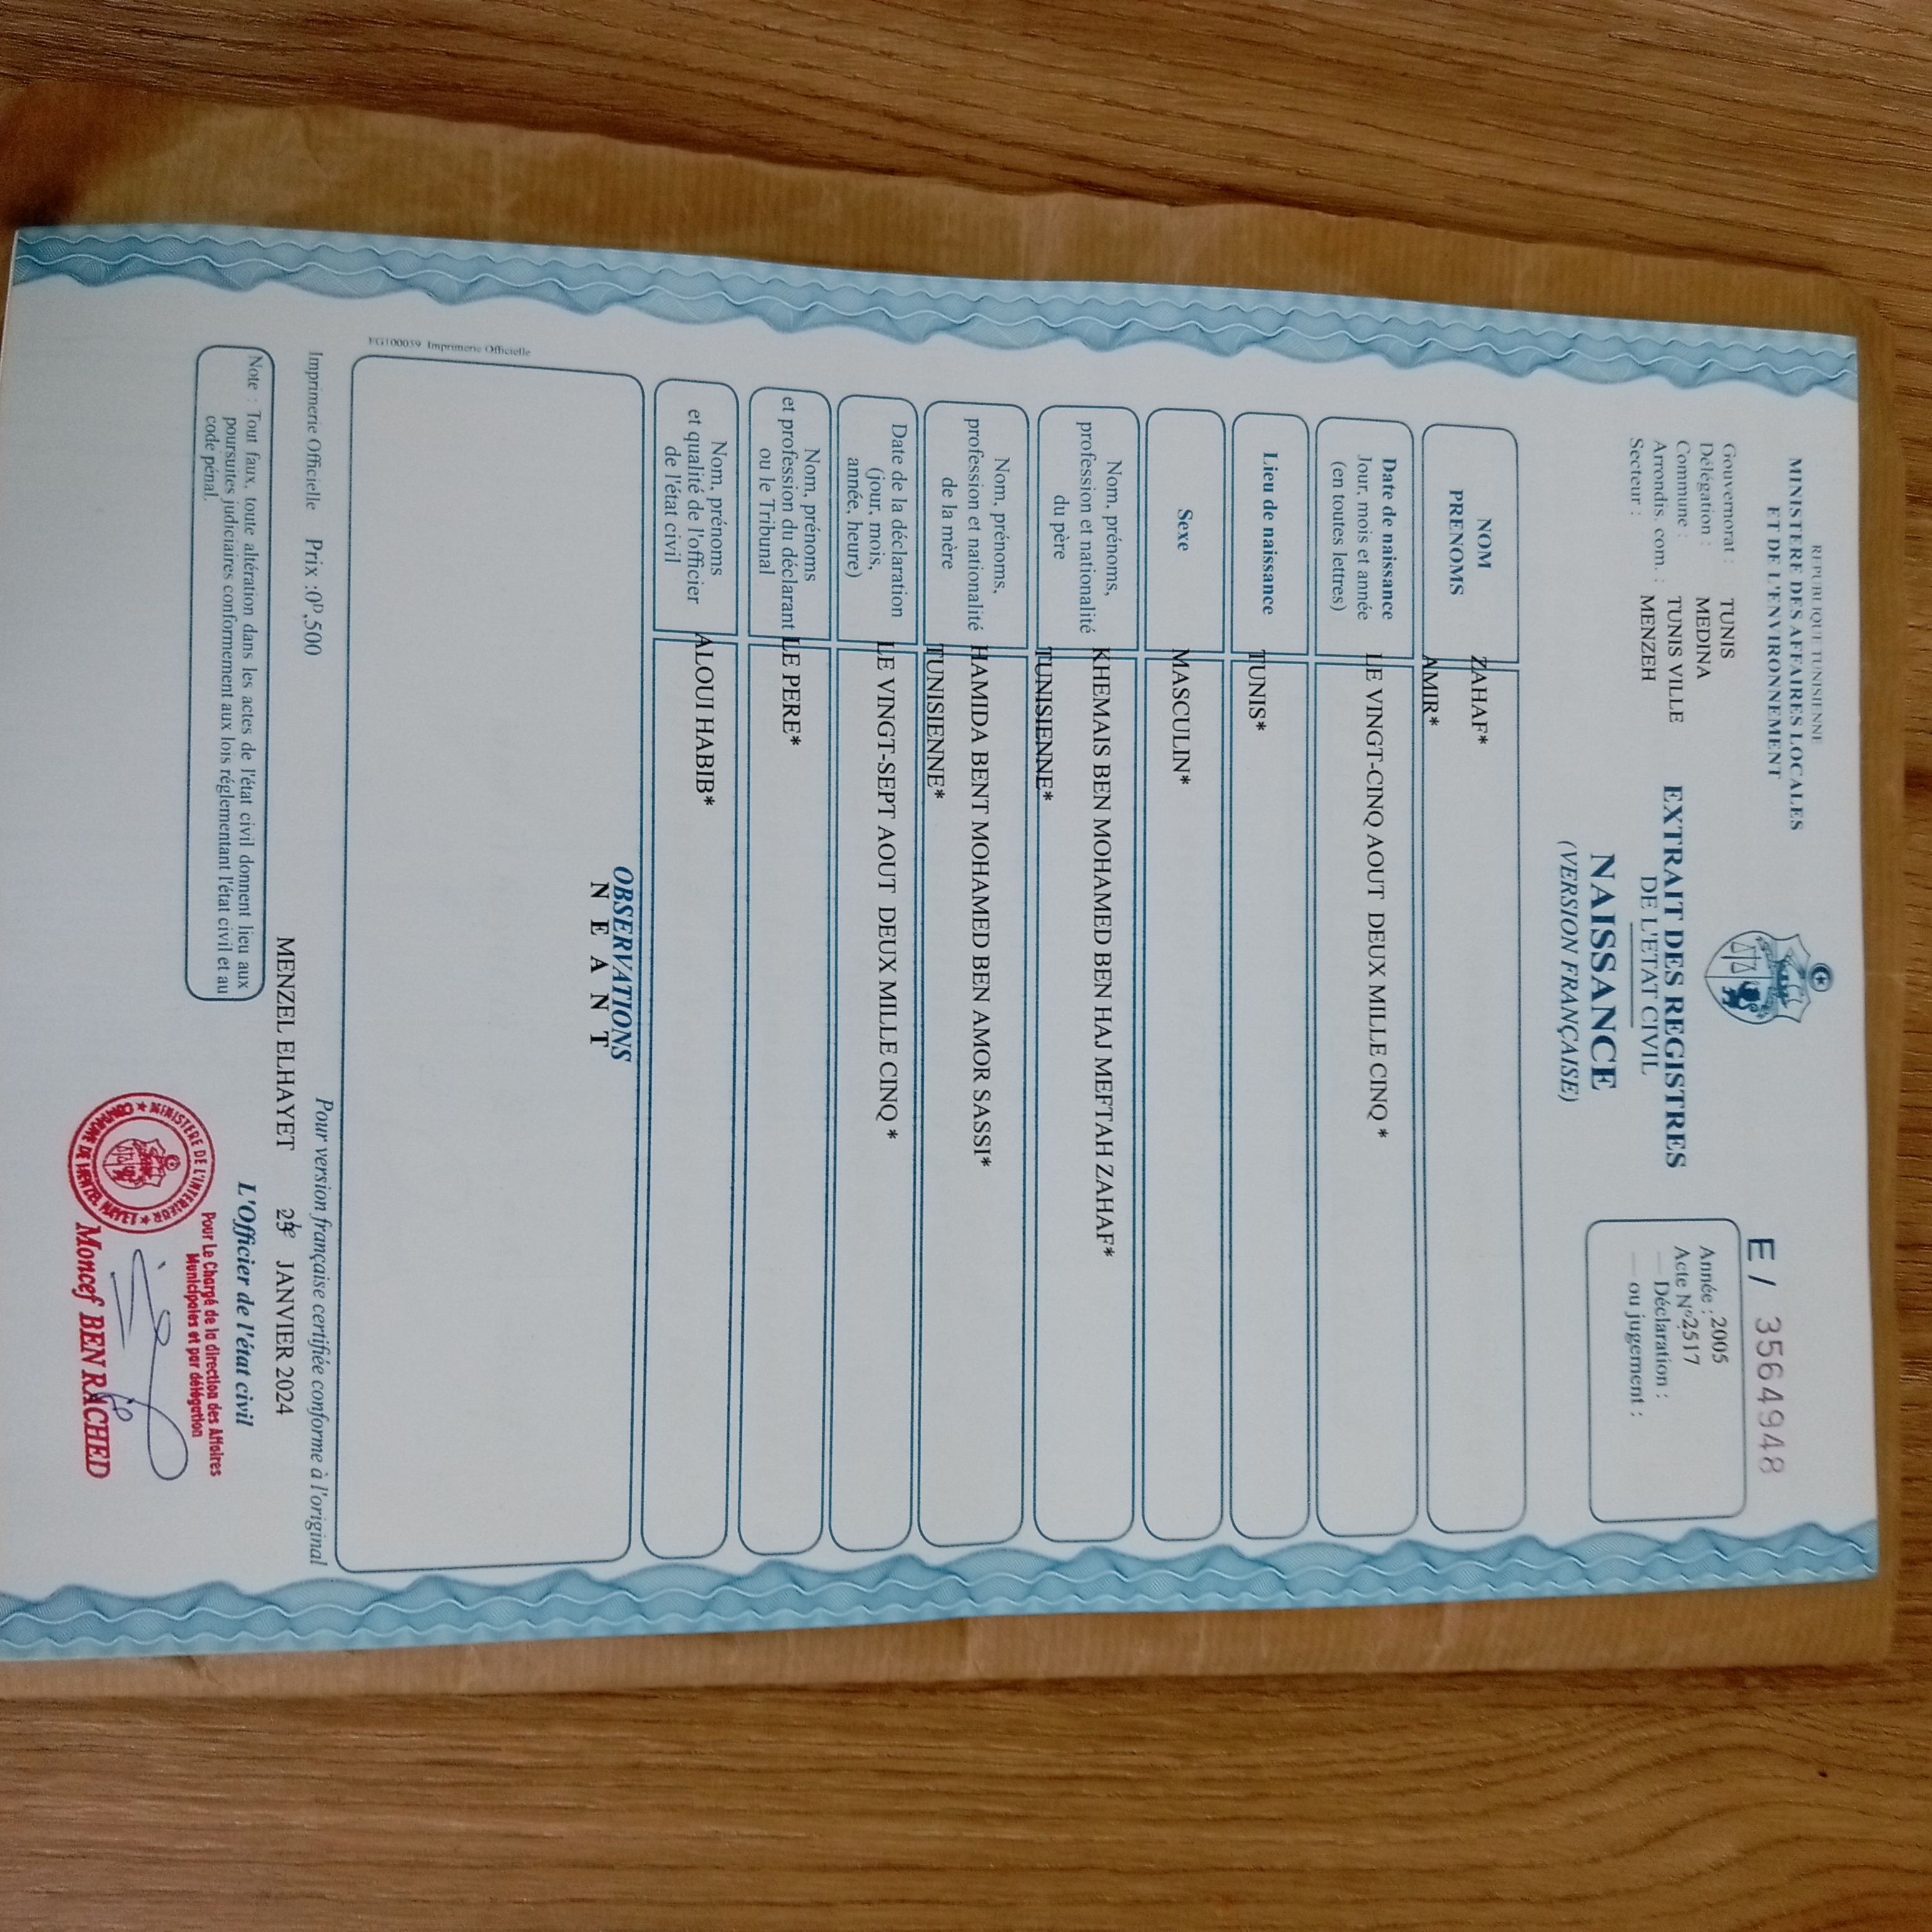 REPUBLIQUE TUNISIENNE
MINISTERE DES AFFAIRES LOCALES
ET DE L'ENVIRONNEMENT
Gouvernorat : TUNIS
Délégation : MEDINA
Commune : TUNIS VILLE
Arrondis. com. : MENZEH
Secteur :
EXTRAIT DES REGISTRES
DE L'ETAT CIVIL
NAISSANCE
(VERSION FRANÇAISE)
E / 3564948
Année : 2005
Acte N° 2517
Déclaration :
ou jugement :
NOM
PRENOMS
ZAHAF*
AMIR*
Date de naissance
Jour, mois et année
(en toutes lettres)
LE VINGT-CINQ AOUT DEUX MILLE CINQ *
Lieu de naissance
TUNIS*
Sexe
MASCULIN*
Nom, prénoms,
profession et nationalité
du père
KHEMAIS BEN MOHAMED BEN HAJ MEFTAH ZAHAF*
TUNISIENNE*
Nom, prénoms,
profession et nationalité
de la mère
HAMIDA BENT MOHAMED BEN AMOR SASSI*
TUNISIENNE*
Date de la déclaration
(jour, mois,
année, heure)
LE VINGT-SEPT AOUT DEUX MILLE CINQ *
Nom, prénoms
et profession du déclarant
ou le Tribunal
LE PERE*
Nom, prénoms
et qualité de l'officier
de l'état civil
ALOUI HABIB*
OBSERVATIONS
N E A N T
FG100059 Imprimerie Officielle
Pour version française certifiée conforme à l'original
Imprimerie Officielle Prix :0D,500
MENZEL ELHAYET JANVIER 2024
L'Officier de l'état civil
Note : Tout faux, toute altération dans les actes de l'état civil donnent lieu aux
poursuites judiciaires conformement aux lois réglementant l'état civil et au
code pénal.
MINISTERE DE L'INTERIEUR
COMMUNE DE MENZEL HAYET
Pour Le Chargé de la direction des Affaires
Municipales et par délégation
Moncef BEN RACHED